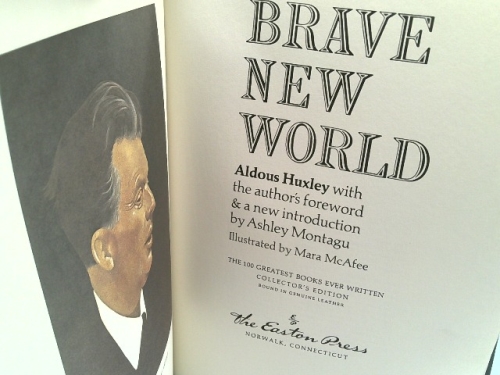 BRAVE
NEW
WORLD
Aldous Huxley with
the author's foreword
& a new introduction
by Ashley Montagu
Illustrated by Mara McAfee
THE 100 GREATEST BOOKS EVER WRITTEN
COLLECTOR'S EDITION
BOUND IN GENUINE LEATHER
The Easton Press
NORWALK, CONNECTICUT